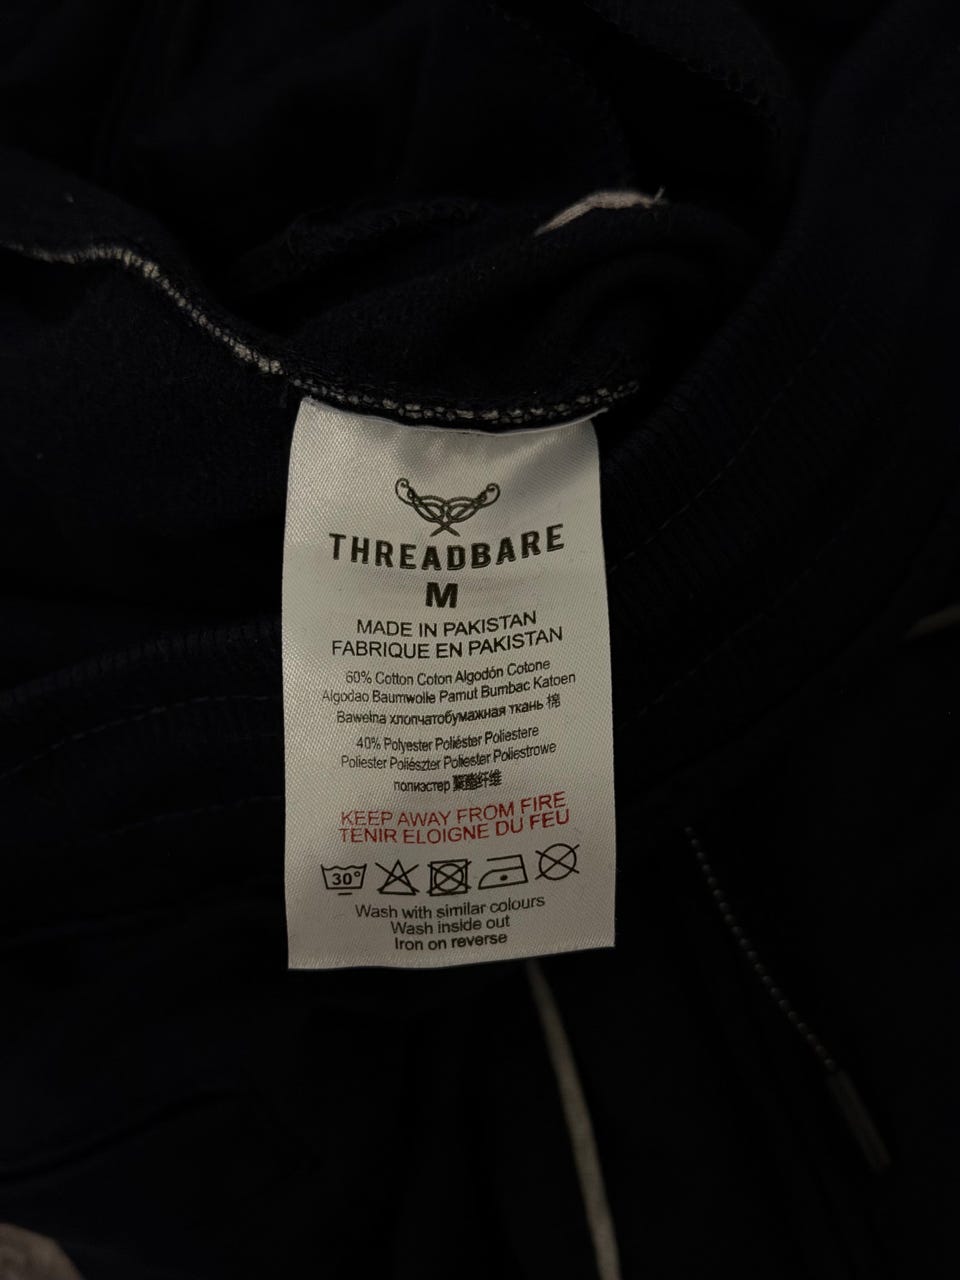 THREADBARE
M
MADE IN PAKISTAN
FABRIQUE EN PAKISTAN
60% Cotton Coton Algodón Cotone
Algodao Baumwolle Pamut Bumbac Katoen
Bawełna хлопчатобумажная ткань 棉
40% Polyester Poliéster Poliestere
Poliester Poliészter Poliester Poliestrowe
полиэстер 聚酯纤维
KEEP AWAY FROM FIRE
TENIR ELOIGNE DU FEU
30°
Wash with similar colours
Wash inside out
Iron on reverse